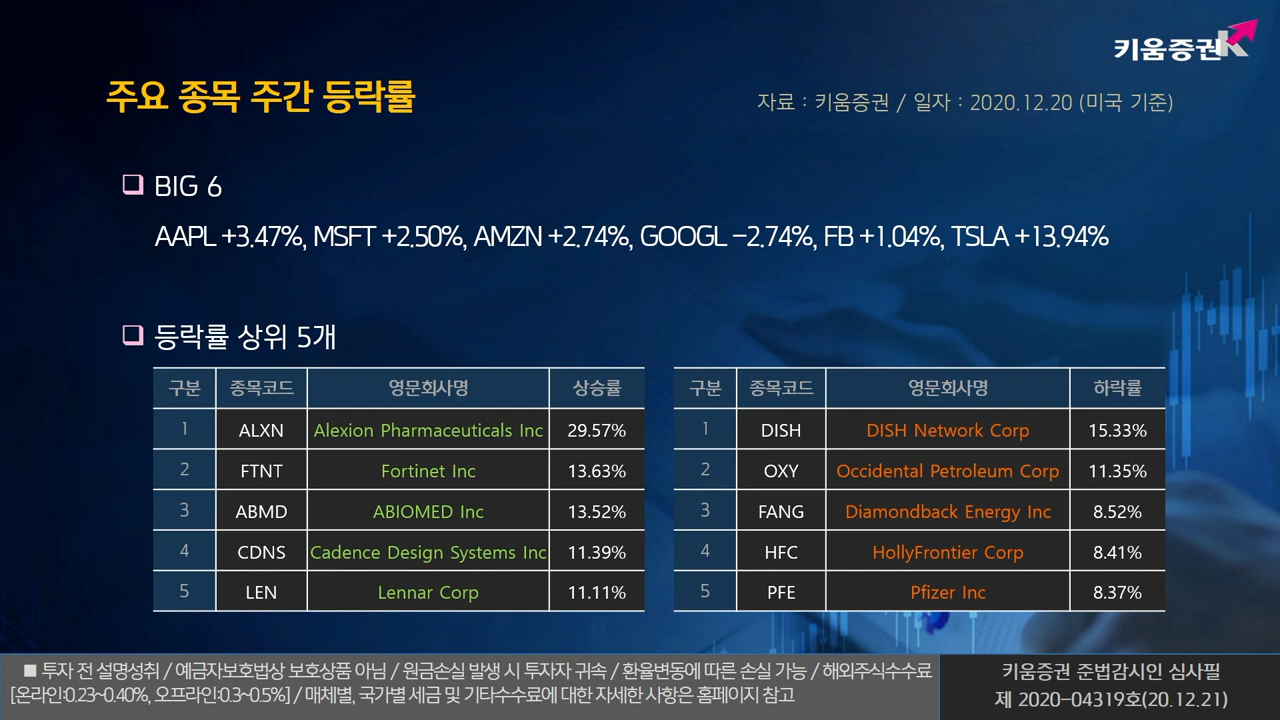 키움증권
주요 종목 주간 등락률
자료 : 키움증권 / 일자 : 2020.12.20 (미국 기준)
❑ BIG 6
AAPL +3.47%, MSFT +2.50%, AMZN +2.74%, GOOGL −2.74%, FB +1.04%, TSLA +13.94%
❑ 등락률 상위 5개
구분 종목코드 영문회사명 상승률
1 ALXN Alexion Pharmaceuticals Inc 29.57%
2 FTNT Fortinet Inc 13.63%
3 ABMD ABIOMED Inc 13.52%
4 CDNS Cadence Design Systems Inc 11.39%
5 LEN Lennar Corp 11.11%
구분 종목코드 영문회사명 하락률
1 DISH DISH Network Corp 15.33%
2 OXY Occidental Petroleum Corp 11.35%
3 FANG Diamondback Energy Inc 8.52%
4 HFC HollyFrontier Corp 8.41%
5 PFE Pfizer Inc 8.37%
■ 투자 전 설명성취 / 예금자보호법상 보호상품 아님 / 원금손실 발생 시 투자자 귀속 / 환율변동에 따른 손실 가능 / 해외주식수수료
[온라인:0.23~0.40%, 오프라인:0.3~0.5%] / 매체별, 국가별 세금 및 기타수수료에 대한 자세한 사항은 홈페이지 참고
키움증권 준법감시인 심사필
제 2020-04319호(20.12.21)